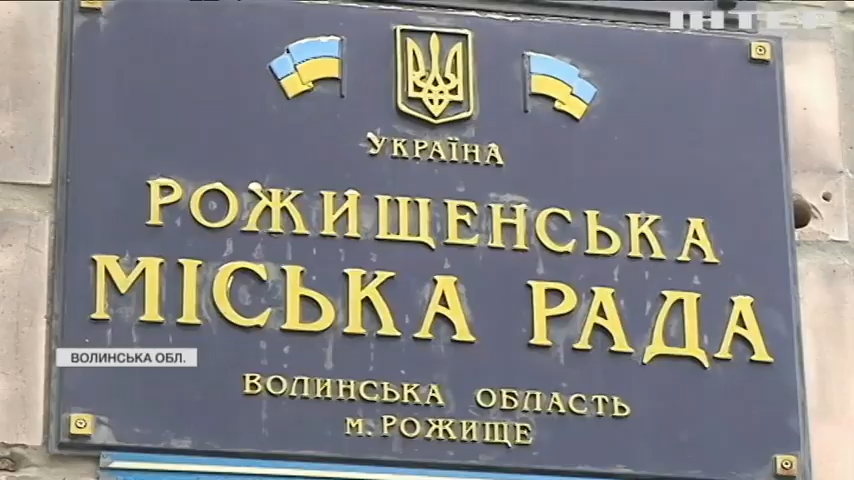 ІНТЕР
УКРАЇНА
РОЖИЩЕНСЬКА
МІСЬКА РАДА
ВОЛИНСЬКА ОБЛ.
ВОЛИНСЬКА ОБЛАСТЬ
м. РОЖИЩЕ